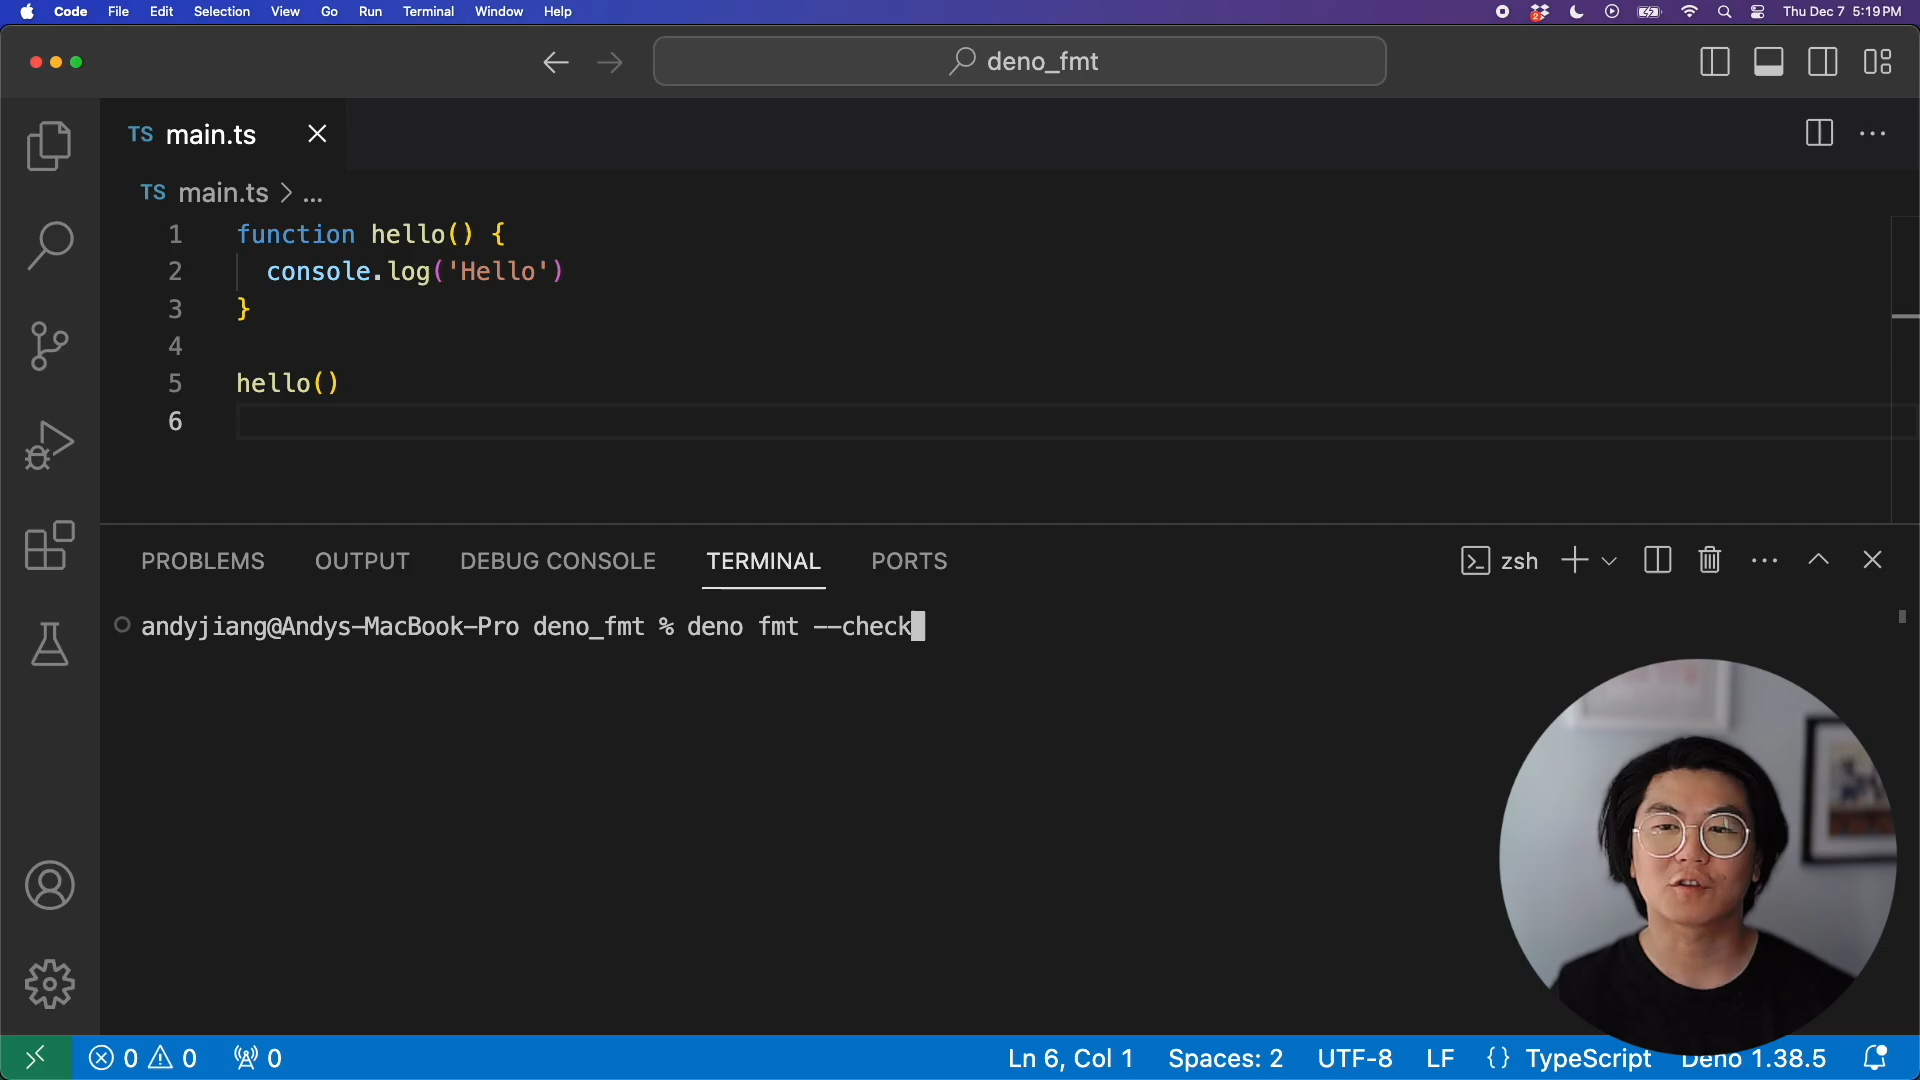 Code File Edit Selection View Go Run Terminal Window Help 2 Thu Dec 7 5:19 PM
deno_fmt
TS main.ts
TS main.ts > ...
1 function hello() {
2 console.log('Hello')
3 }
4
5 hello()
6
PROBLEMS OUTPUT DEBUG CONSOLE TERMINAL PORTS zsh
andyjiang@Andys-MacBook-Pro deno_fmt % deno fmt --check
0 0 0 Ln 6, Col 1 Spaces: 2 UTF-8 LF {} TypeScript Deno 1.38.5